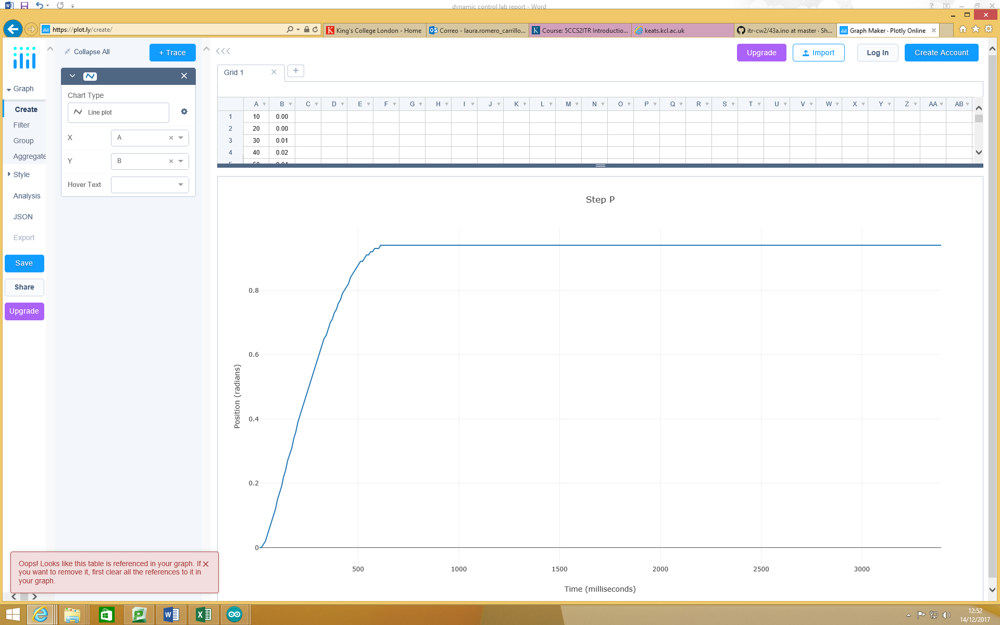 dynamic control lab report - Word
https://plot.ly/create/
King's College London - Home
Correo - laura.romero_carrillo...
Course: 5CCS2ITR Introductio...
keats.kcl.ac.uk
itr-cw2/43a.ino at master · Sh...
Graph Maker · Plotly Online
Collapse All
+ Trace
Upgrade
Import
Log In
Create Account
Graph
Create
Filter
Group
Aggregate
Style
Analysis
JSON
Export
Save
Share
Upgrade
Chart Type
Line plot
X A
Y B
Hover Text
Grid 1
A B C D E F G H I J K L M N O P Q R S T U V W X Y Z AA AB
1 10 0.00
2 20 0.00
3 30 0.01
4 40 0.02
Step P
0.8
0.6
0.4
0.2
0
Position (radians)
500 1000 1500 2000 2500 3000
Time (milliseconds)
Oops! Looks like this table is referenced in your graph. If
you want to remove it, first clear all the references to it in
your graph.
12:52
14/12/2017